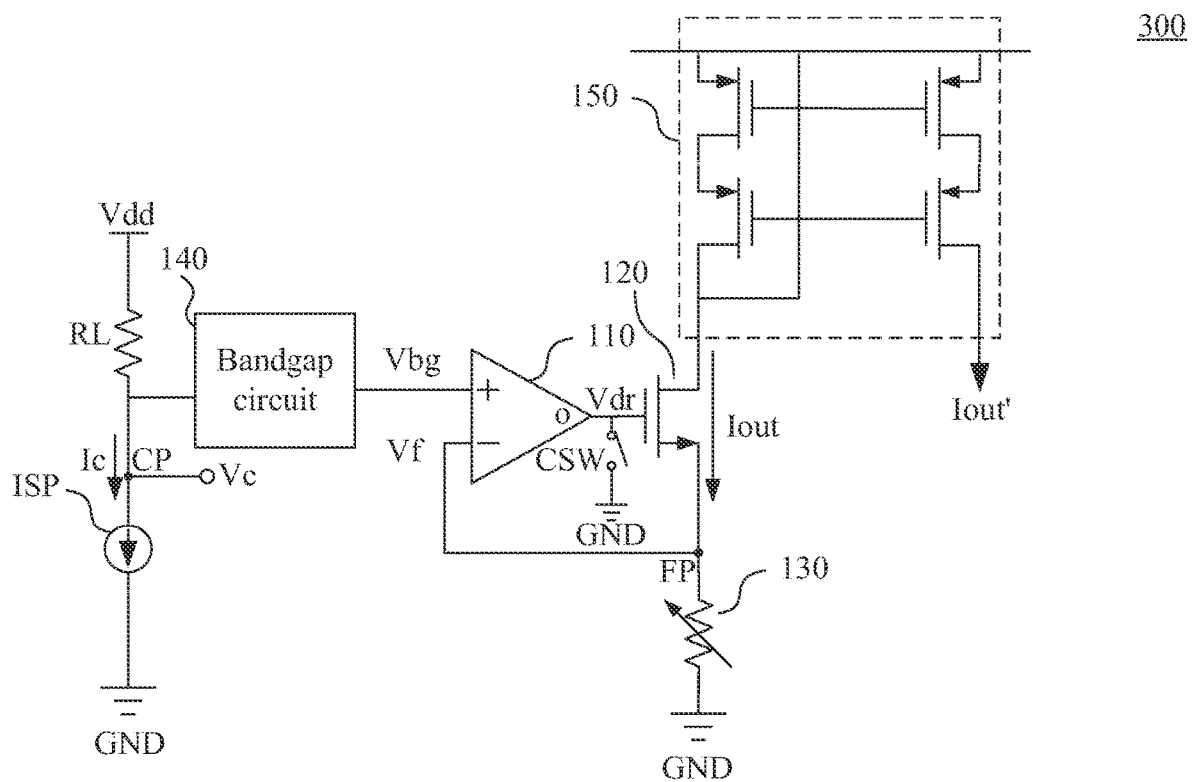 300
150
Vdd
140
120
RL
Bandgap
circuit
Vbg
110
+
Vdr
o
Iout
Iout'
Vf
−
CSW
Ic
CP
Vc
ISP
GND
FP
130
GND
GND